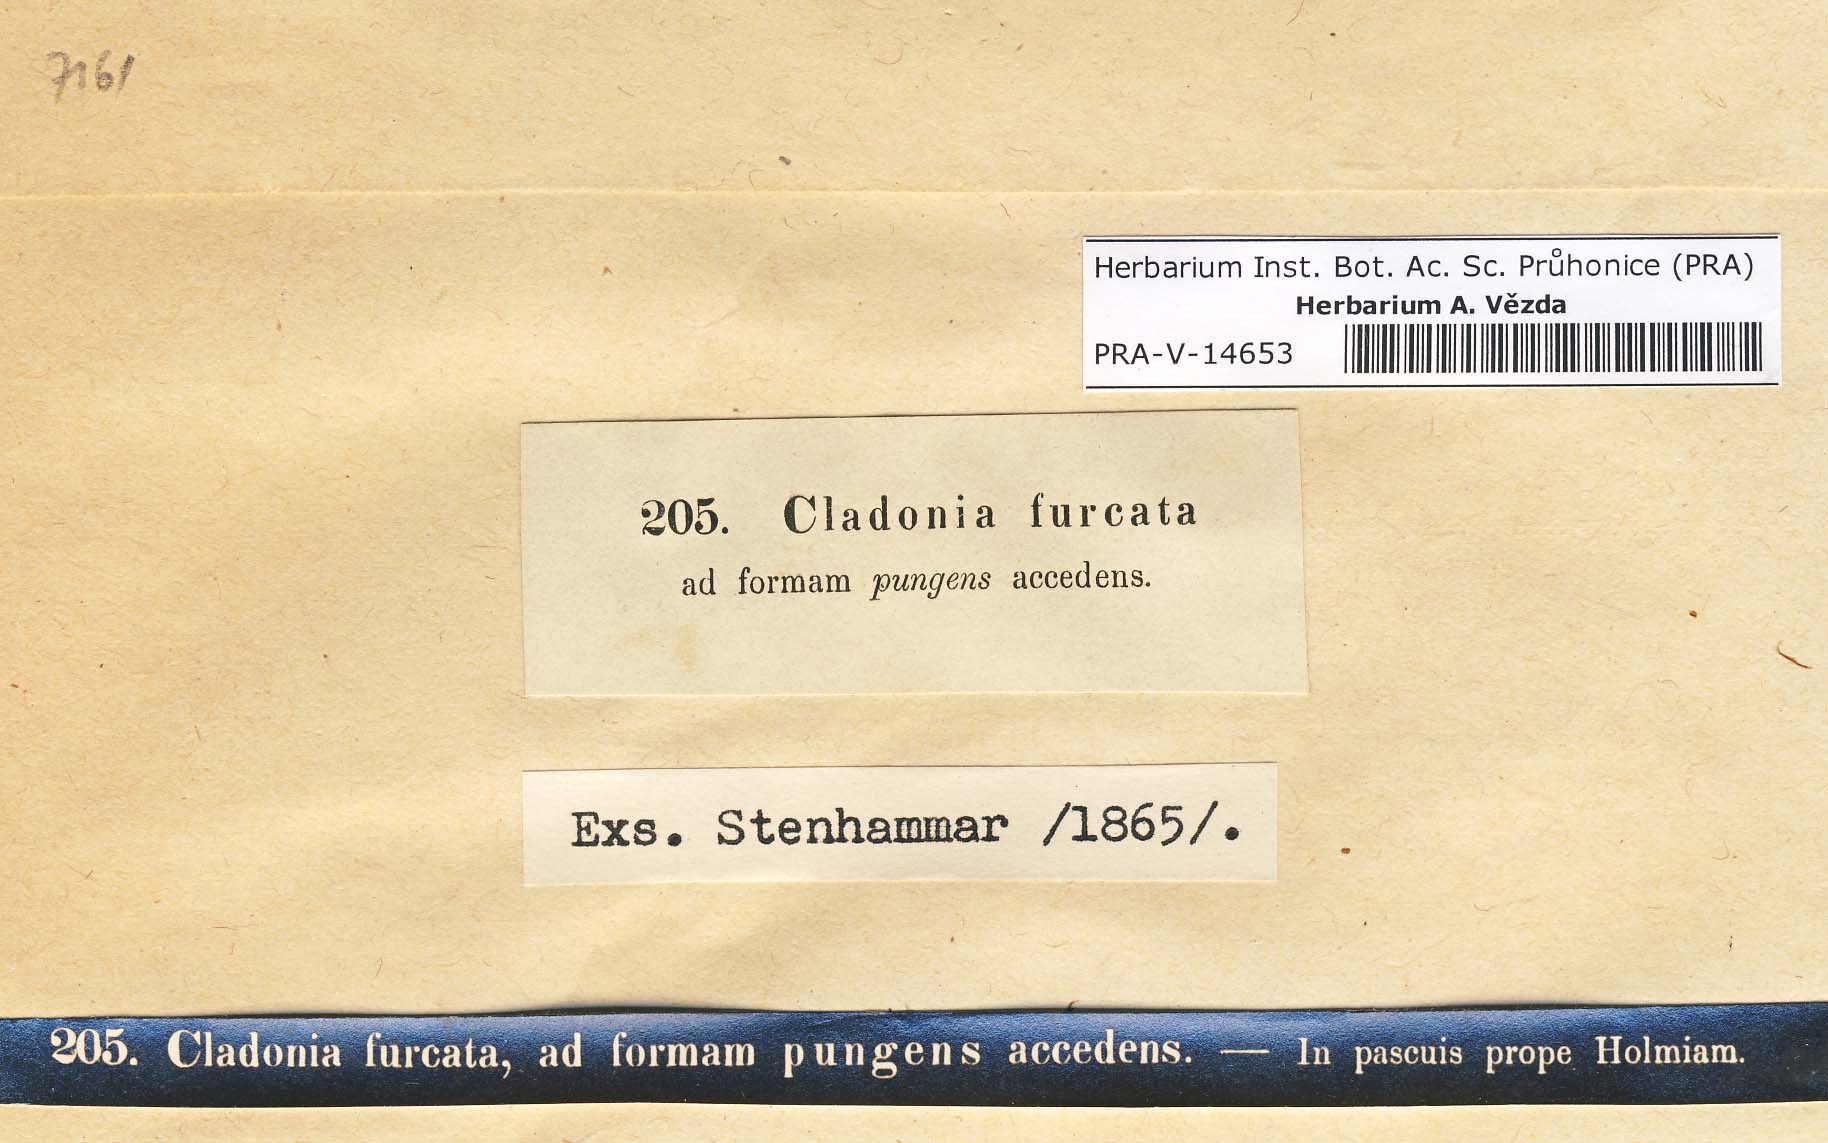 7161
Herbarium Inst. Bot. Ac. Sc. Průhonice (PRA)
Herbarium A. Vězda
PRA-V-14653
205. Cladonia furcata
ad formam pungens accedens.
Exs. Stenhammar /1865/.
205. Cladonia furcata, ad formam pungens accedens. — In pascuis prope Holmiam.